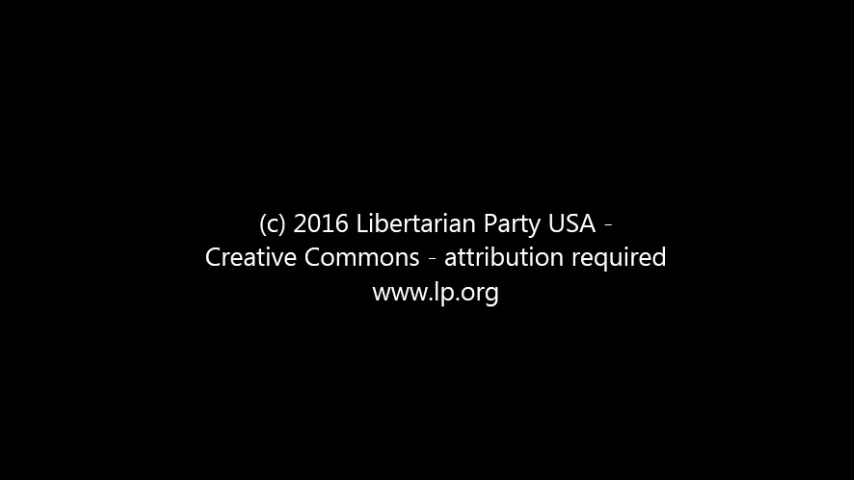 (c) 2016 Libertarian Party USA -
Creative Commons - attribution required
www.lp.org